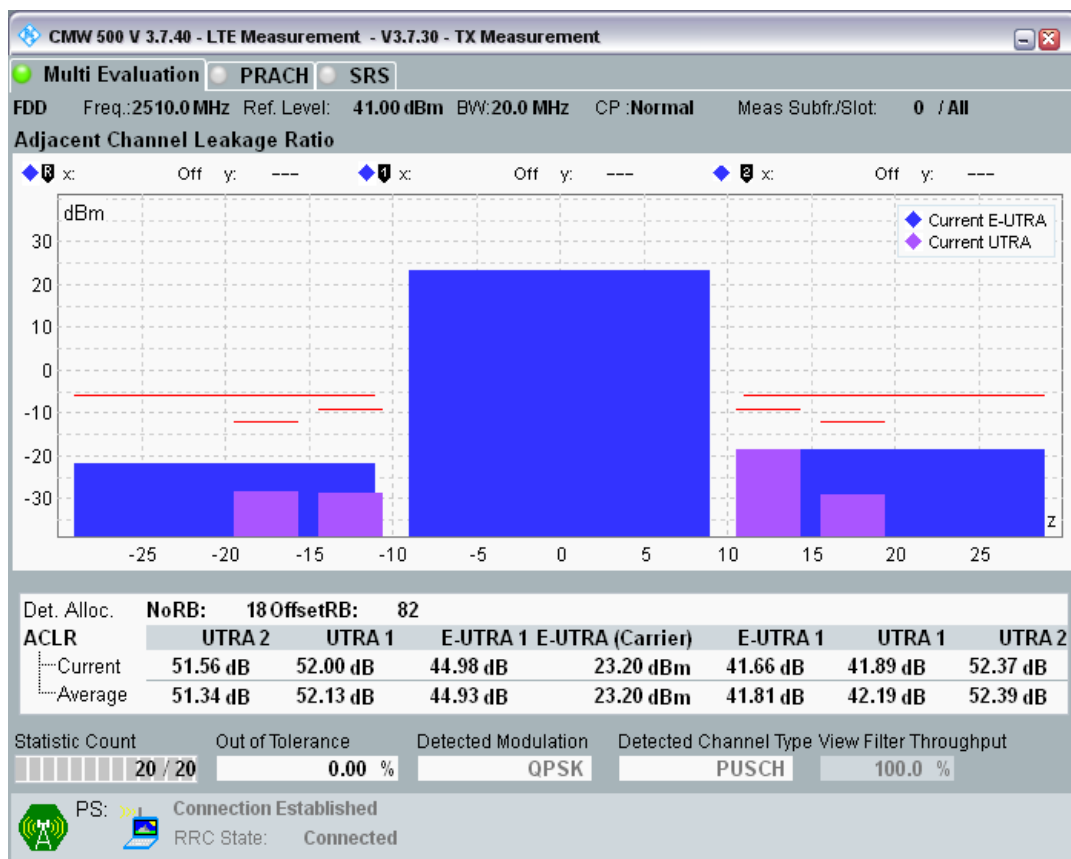 CMW 500 V 3.7.40 - LTE Measurement - V3.7.30 - TX Measurement
Multi Evaluation PRACH SRS
FDD Freq.:2510.0 MHz Ref. Level: 41.00 dBm BW:20.0 MHz CP :Normal Meas Subfr./Slot: 0 / All
Adjacent Channel Leakage Ratio
R x: Off y: --- 1 x: Off y: --- 2 x: Off y: ---
dBm
Current E-UTRA
Current UTRA
30
20
10
0
-10
-20
-30
z
-25 -20 -15 -10 -5 0 5 10 15 20 25
Det. Alloc. NoRB: 18 OffsetRB: 82
ACLR UTRA 2 UTRA 1 E-UTRA 1 E-UTRA (Carrier) E-UTRA 1 UTRA 1 UTRA 2
Current 51.56 dB 52.00 dB 44.98 dB 23.20 dBm 41.66 dB 41.89 dB 52.37 dB
Average 51.34 dB 52.13 dB 44.93 dB 23.20 dBm 41.81 dB 42.19 dB 52.39 dB
Statistic Count Out of Tolerance Detected Modulation Detected Channel Type View Filter Throughput
20 / 20 0.00 % QPSK PUSCH 100.0 %
PS: Connection Established
RRC State: Connected